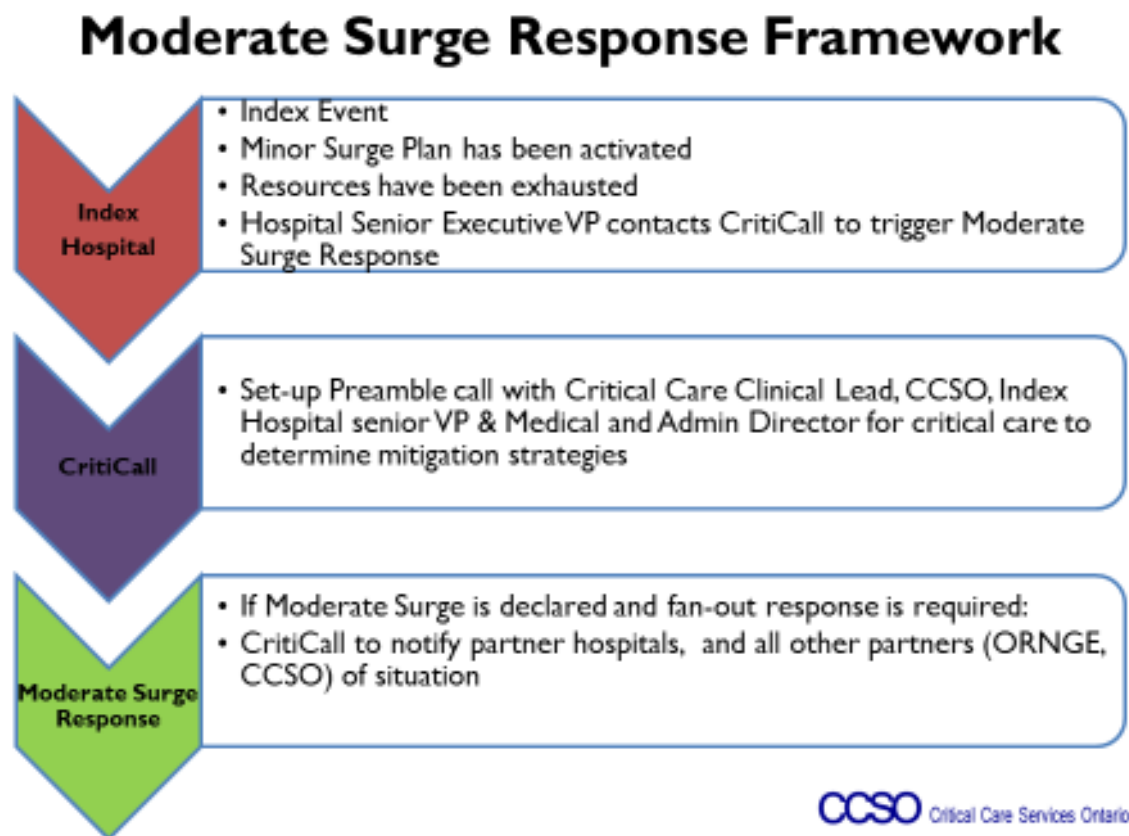 Moderate Surge Response Framework
Index
Hospital
• Index Event
• Minor Surge Plan has been activated
• Resources have been exhausted
• Hospital Senior Executive VP contacts CritiCall to trigger Moderate
Surge Response
CritiCall
• Set-up Preamble call with Critical Care Clinical Lead, CCSO, Index
Hospital senior VP & Medical and Admin Director for critical care to
determine mitigation strategies
Moderate Surge
Response
• If Moderate Surge is declared and fan-out response is required:
• CritiCall to notify partner hospitals, and all other partners (ORNGE,
CCSO) of situation
CCSO Critical Care Services Ontario